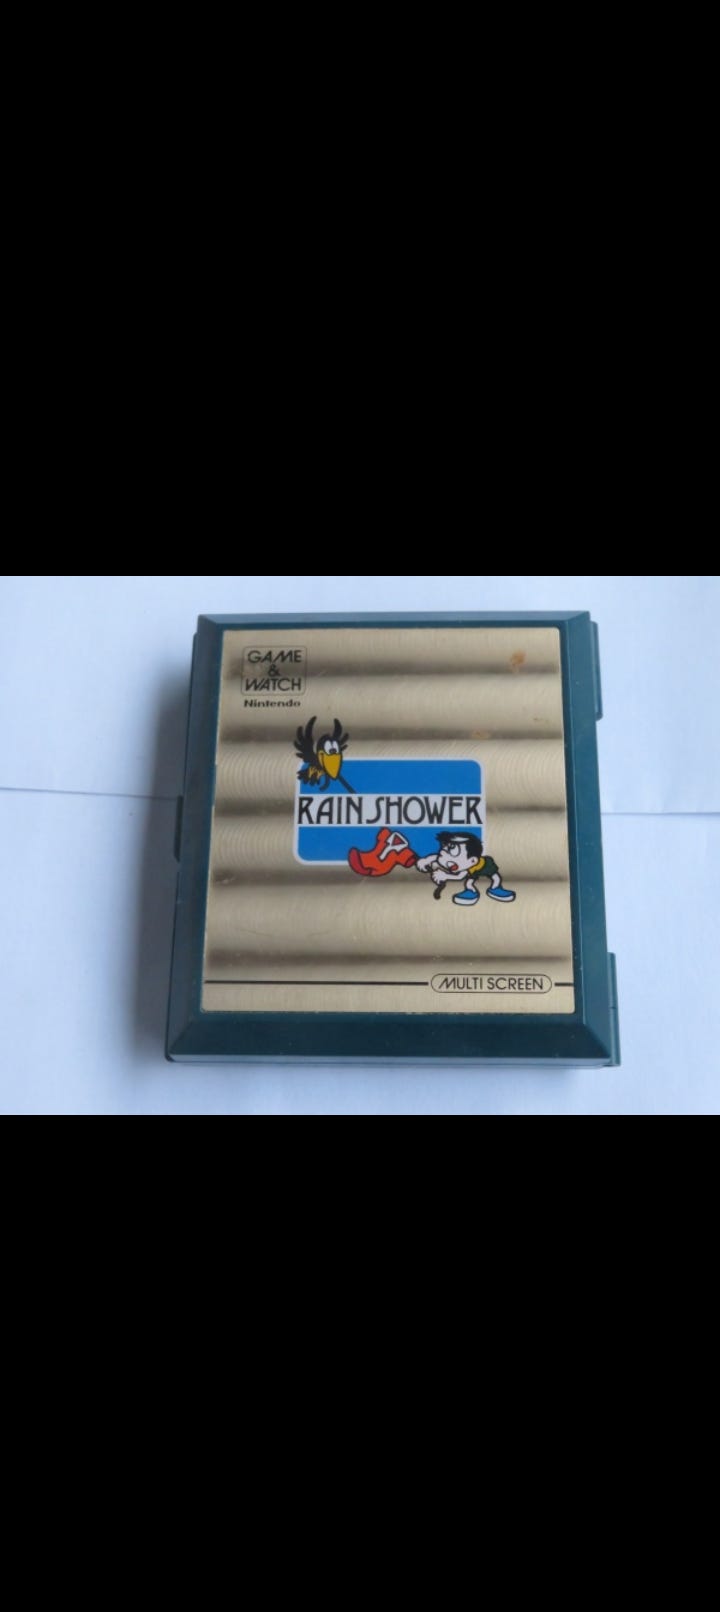 GAME
&
WATCH
Nintendo
RAIN SHOWER
MULTI SCREEN